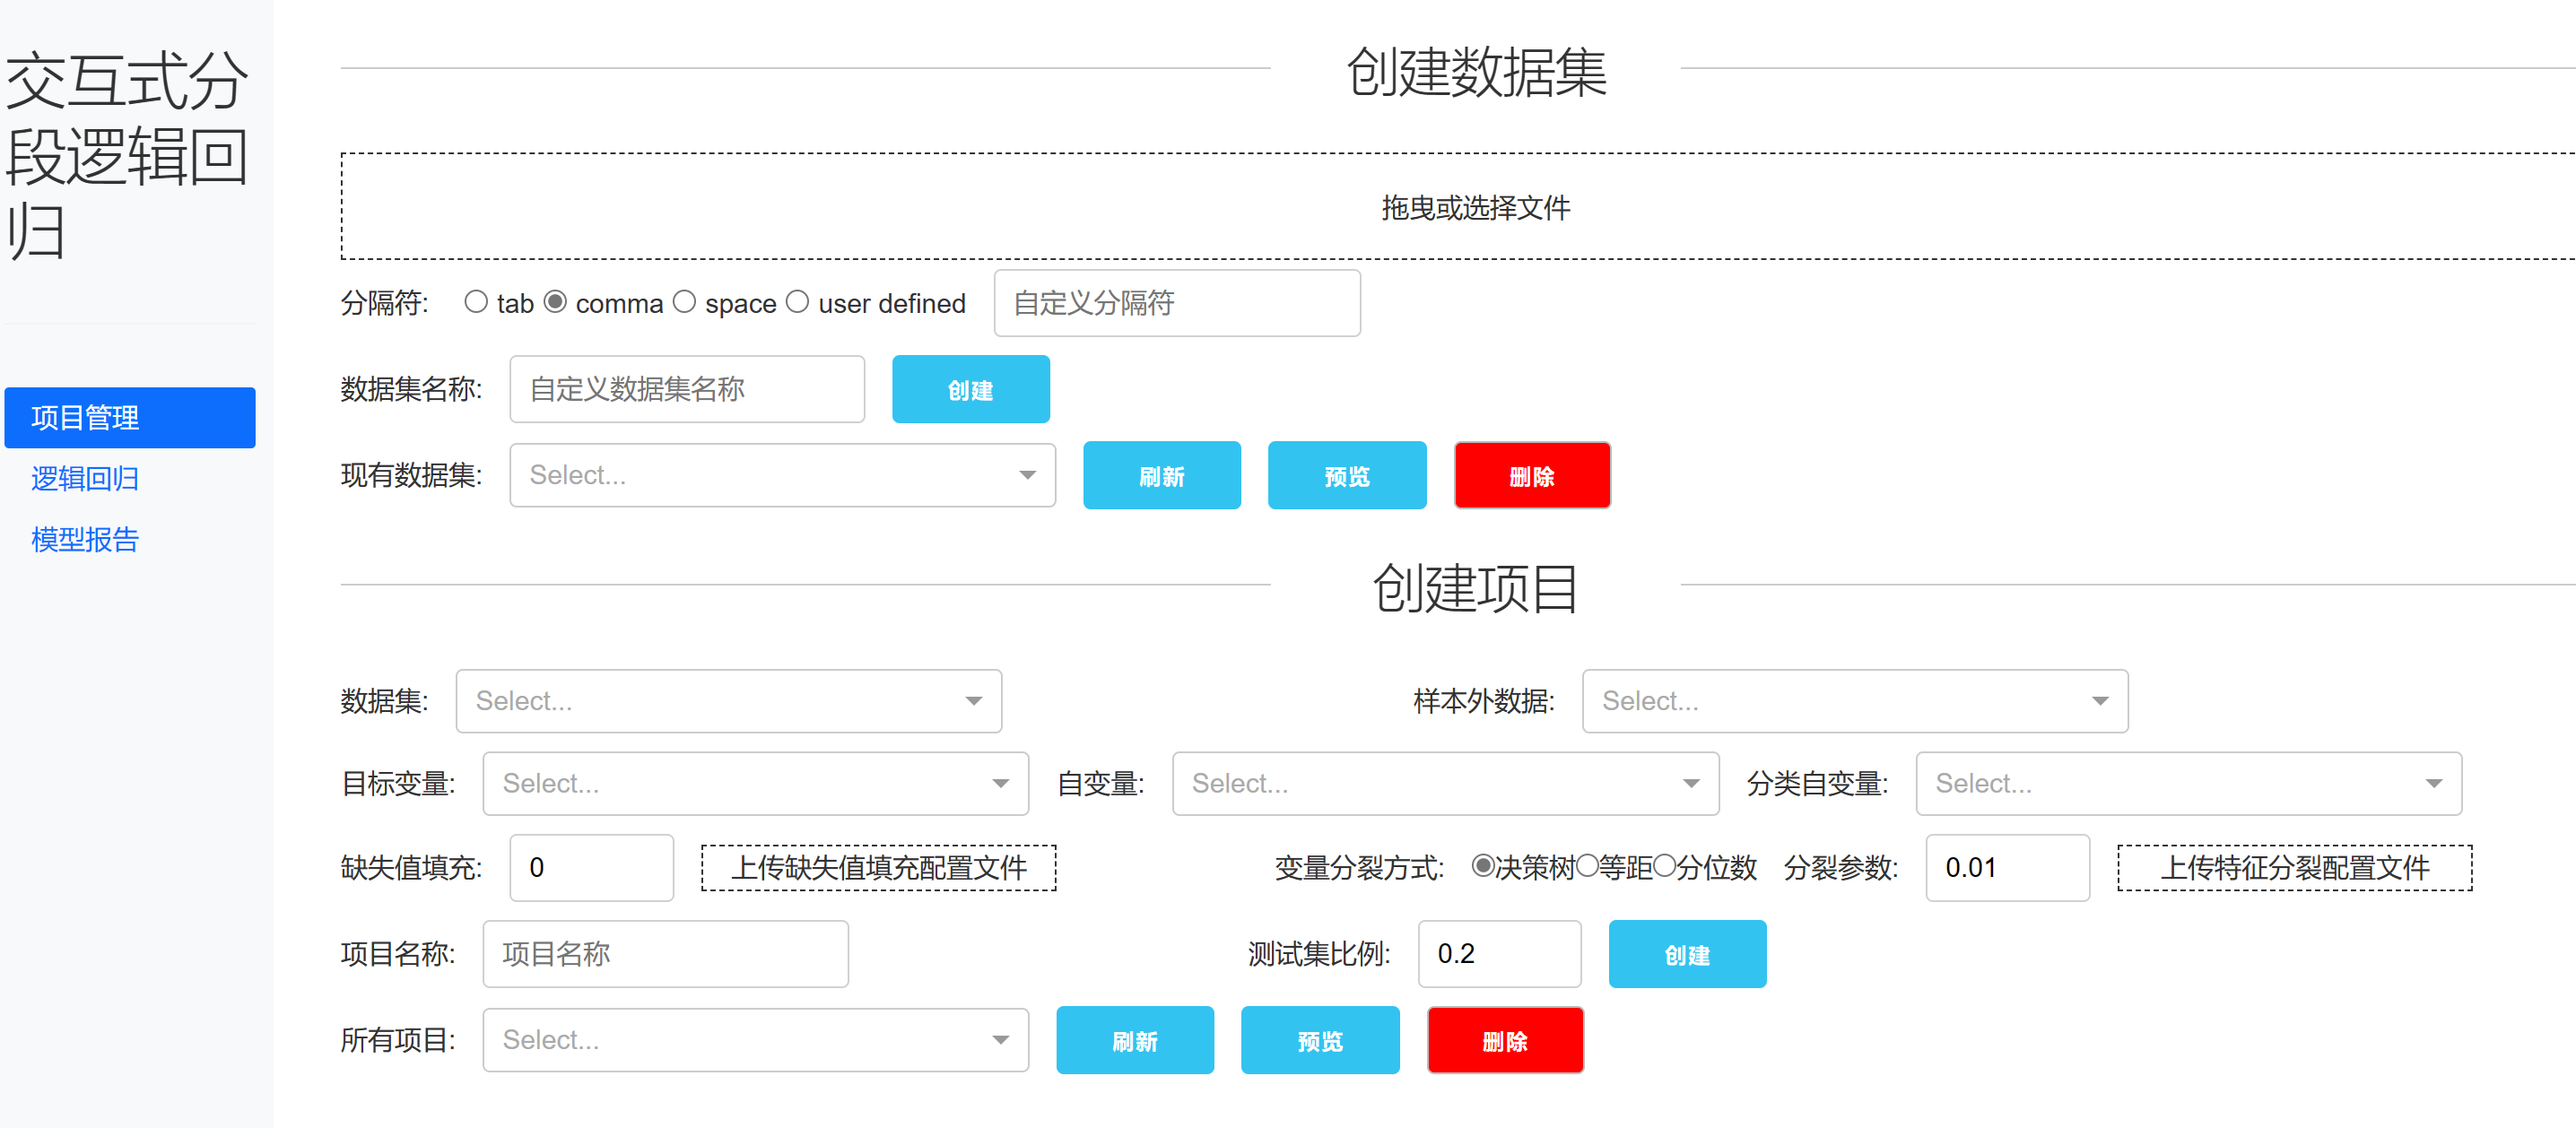 交互式分
段逻辑回
归
项目管理
逻辑回归
模型报告
创建数据集
拖曳或选择文件
分隔符: tab comma space user defined 自定义分隔符
数据集名称: 自定义数据集名称 创建
现有数据集: Select... 刷新 预览 删除
创建项目
数据集: Select... 样本外数据: Select...
目标变量: Select... 自变量: Select... 分类自变量: Select...
缺失值填充: 0 上传缺失值填充配置文件 变量分裂方式: 决策树 等距 分位数 分裂参数: 0.01 上传特征分裂配置文件
项目名称: 项目名称 测试集比例: 0.2 创建
所有项目: Select... 刷新 预览 删除